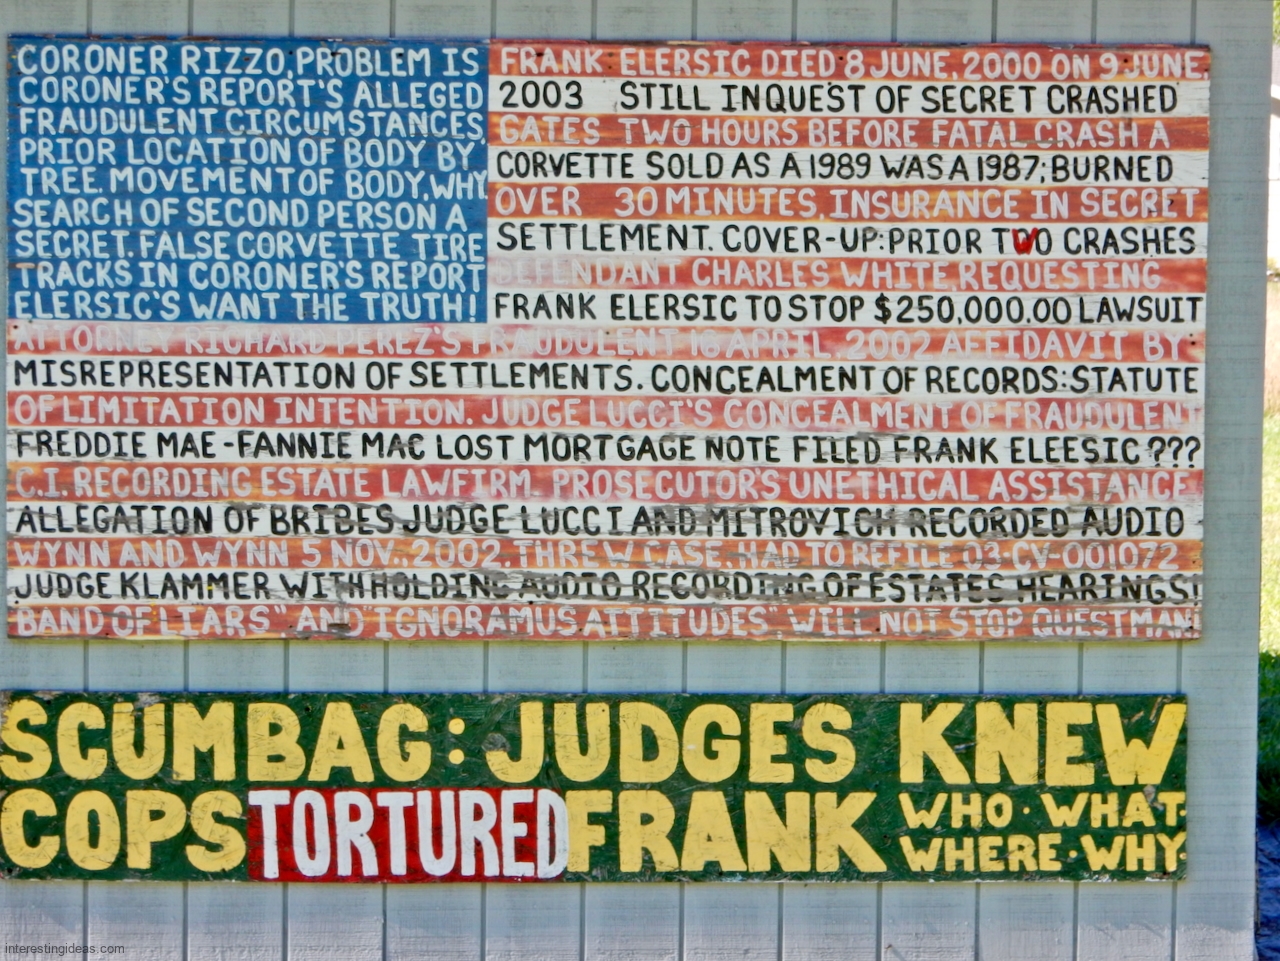 CORONER RIZZO, PROBLEM IS
CORONER'S REPORT'S ALLEGED
FRAUDULENT CIRCUMSTANCES,
PRIOR LOCATION OF BODY BY
TREE. MOVEMENT OF BODY, WHY
SEARCH OF SECOND PERSON A
SECRET. FALSE CORVETTE TIRE
TRACKS IN CORONER'S REPORT
ELERSIC'S WANT THE TRUTH!
FRANK ELERSIC DIED 8 JUNE, 2000 ON 9 JUNE,
2003 STILL INQUEST OF SECRET CRASHED
GATES TWO HOURS BEFORE FATAL CRASH A
CORVETTE SOLD AS A 1989 WAS A 1987; BURNED
OVER 30 MINUTES, INSURANCE IN SECRET
SETTLEMENT. COVER-UP: PRIOR TWO CRASHES
DEFENDANT CHARLES WHITE, REQUESTING
FRANK ELERSIC TO STOP $250,000.00 LAWSUIT
ATTORNEY RICHARD PEREZ'S FRAUDULENT 16 APRIL, 2002 AFFIDAVIT BY
MISREPRESENTATION OF SETTLEMENTS. CONCEALMENT OF RECORDS: STATUTE
OF LIMITATION INTENTION. JUDGE LUCCI'S CONCEALMENT OF FRAUDULENT
FREDDIE MAE-FANNIE MAC LOST MORTGAGE NOTE FILED FRANK ELEESIC ???
C.I. RECORDING ESTATE LAWFIRM PROSECUTOR'S UNETHICAL ASSISTANCE
ALLEGATION OF BRIBES JUDGE LUCCI AND MITROVICH RECORDED AUDIO
WYNN AND WYNN 5 NOV., 2002. THREW CASE, HAD TO REFILE 03-CV-001072
JUDGE KLAMMER WITHHOLDING AUDIO RECORDING OF ESTATES HEARINGS!
BAND OF "LIARS" AND "IGNORAMUS ATTITUDES" WILL NOT STOP QUESTMAN!
SCUMBAG: JUDGES KNEW
COPS TORTURED FRANK WHO·WHAT·
WHERE·WHY·
interestingideas.com